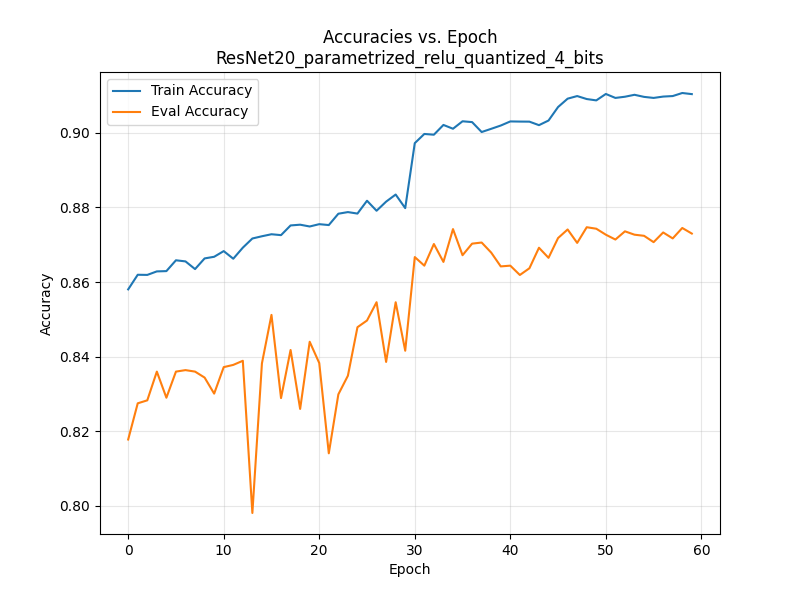 Accuracies vs. Epoch
ResNet20_parametrized_relu_quantized_4_bits
Train Accuracy
Eval Accuracy
0.90
0.88
0.86
0.84
0.82
0.80
Accuracy
0 10 20 30 40 50 60
Epoch